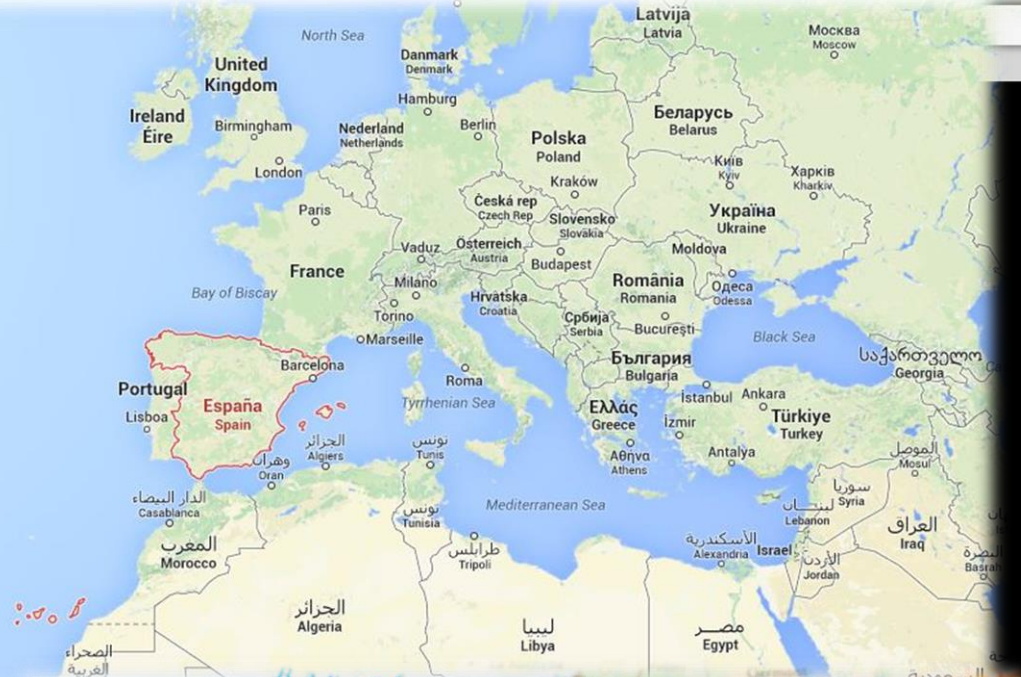 Latvija
Latvia
Москва
Moscow
North Sea
Danmark
Denmark
United
Kingdom
Hamburg
Беларусь
Belarus
Ireland
Éire
Birmingham
Nederland
Netherlands
Berlin
Polska
Poland
London
Київ
Kyiv
Харків
Kharkiv
Kraków
Paris
Česká rep
Czech Rep
Slovensko
Slovakia
Україна
Ukraine
Vaduz
Österreich
Austria
Budapest
Moldova
France
Milano
România
Romania
Одеса
Odessa
Bay of Biscay
Torino
Hrvatska
Croatia
Србија
Serbia
București
Marseille
Black Sea
Barcelona
България
Bulgaria
საქართველო
Georgia
Portugal
Roma
İstanbul
Ankara
España
Spain
Tyrrhenian Sea
Ελλάς
Greece
Türkiye
Turkey
Lisboa
İzmir
الجزائر
Algiers
تونس
Tunis
Αθήνα
Athens
Antalya
الموصل
Mosul
وهران
Oran
سوريا
Syria
الدار البيضاء
Casablanca
تونس
Tunisia
Mediterranean Sea
لبنان
Lebanon
العراق
Iraq
المغرب
Morocco
طرابلس
Tripoli
الأسكندرية
Alexandria
Israel
الأردن
Jordan
البصرة
Basrah
الجزائر
Algeria
ليبيا
Libya
مصر
Egypt
الصحراء
الغربية